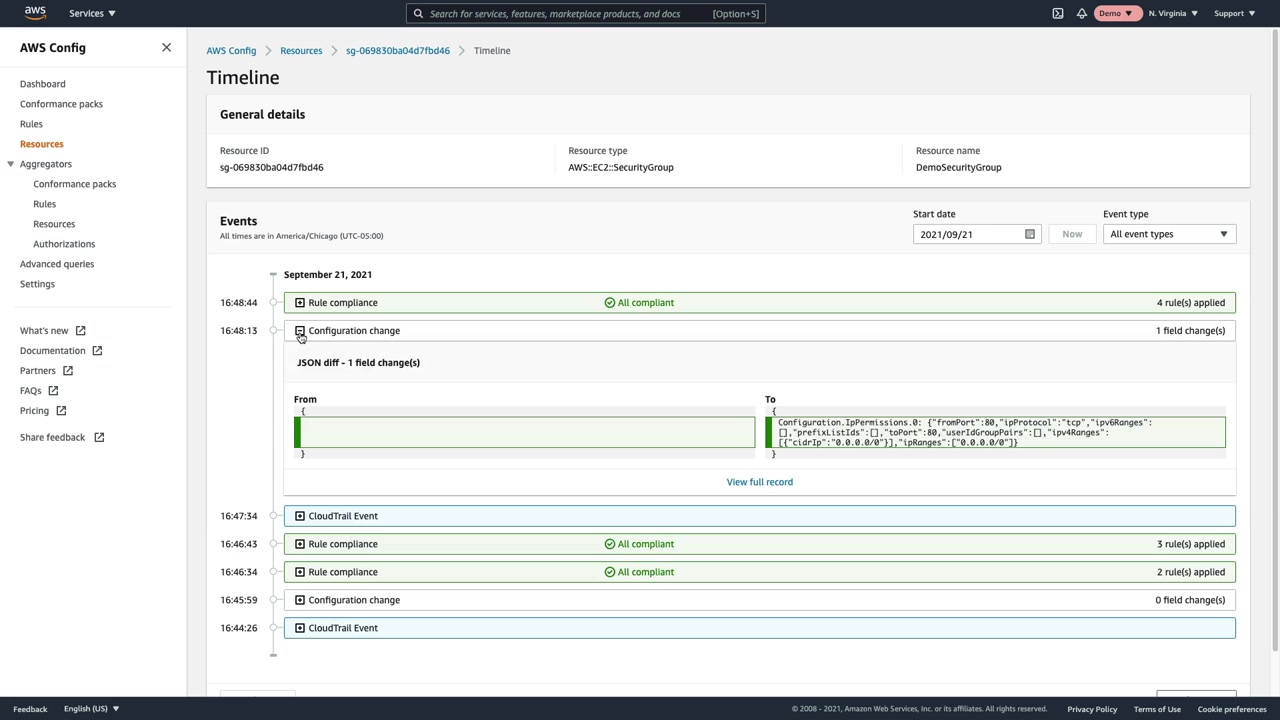 aws
Services
Search for services, features, marketplace products, and docs
[Option+S]
Demo
N. Virginia
Support
AWS Config
Dashboard
Conformance packs
Rules
Resources
Aggregators
Conformance packs
Rules
Resources
Authorizations
Advanced queries
Settings
What's new
Documentation
Partners
FAQs
Pricing
Share feedback
AWS Config
Resources
sg-069830ba04d7fbd46
Timeline
Timeline
General details
Resource ID
sg-069830ba04d7fbd46
Resource type
AWS::EC2::SecurityGroup
Resource name
DemoSecurityGroup
Events
All times are in America/Chicago (UTC-05:00)
Start date
2021/09/21
Now
Event type
All event types
September 21, 2021
16:48:44 Rule compliance All compliant 4 rule(s) applied
16:48:13 Configuration change 1 field change(s)
JSON diff - 1 field change(s)
From
{
}
To
{
Configuration.IpPermissions.0: {"fromPort":80,"ipProtocol":"tcp","ipv6Ranges":
[],"prefixListIds":[],"toPort":80,"userIdGroupPairs":[],"ipv4Ranges":
[{"cidrIp":"0.0.0.0/0"}],"ipRanges":["0.0.0.0/0"]}
}
View full record
16:47:34 CloudTrail Event
16:46:43 Rule compliance All compliant 3 rule(s) applied
16:46:34 Rule compliance All compliant 2 rule(s) applied
16:45:59 Configuration change 0 field change(s)
16:44:26 CloudTrail Event
Feedback
English (US)
© 2008 - 2021, Amazon Web Services, Inc. or its affiliates. All rights reserved.
Privacy Policy
Terms of Use
Cookie preferences